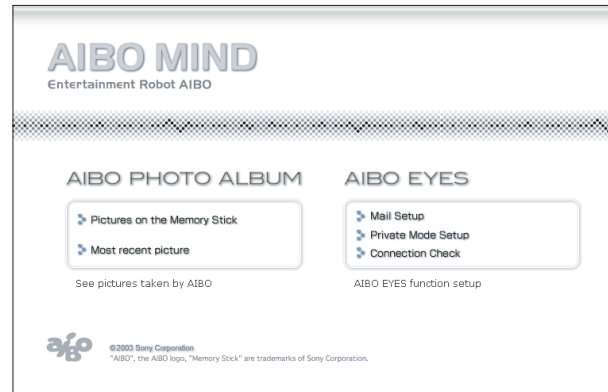 AIBO MIND
Entertainment Robot AIBO
AIBO PHOTO ALBUM
Pictures on the Memory Stick
Most recent picture
See pictures taken by AIBO
AIBO EYES
Mail Setup
Private Mode Setup
Connection Check
AIBO EYES function setup
aibo
©2003 Sony Corporation
"AIBO", the AIBO logo, "Memory Stick" are trademarks of Sony Corporation.